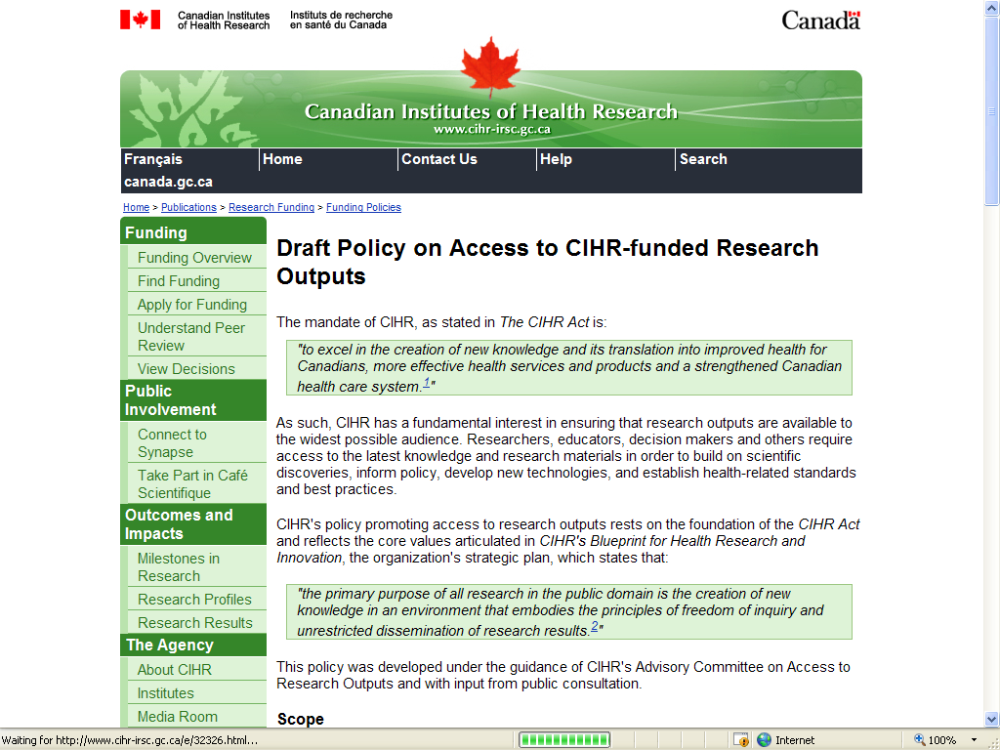 Canadian Institutes
of Health Research
Instituts de recherche
en santé du Canada
Canada
Canadian Institutes of Health Research
www.cihr-irsc.gc.ca
Français
Home
Contact Us
Help
Search
canada.gc.ca
Home > Publications > Research Funding > Funding Policies
Funding
Funding Overview
Find Funding
Apply for Funding
Understand Peer
Review
View Decisions
Public
Involvement
Connect to
Synapse
Take Part in Café
Scientifique
Outcomes and
Impacts
Milestones in
Research
Research Profiles
Research Results
The Agency
About CIHR
Institutes
Media Room
Draft Policy on Access to CIHR-funded Research
Outputs
The mandate of CIHR, as stated in The CIHR Act is:
"to excel in the creation of new knowledge and its translation into improved health for
Canadians, more effective health services and products and a strengthened Canadian
health care system.1"
As such, CIHR has a fundamental interest in ensuring that research outputs are available to
the widest possible audience. Researchers, educators, decision makers and others require
access to the latest knowledge and research materials in order to build on scientific
discoveries, inform policy, develop new technologies, and establish health-related standards
and best practices.
CIHR's policy promoting access to research outputs rests on the foundation of the CIHR Act
and reflects the core values articulated in CIHR's Blueprint for Health Research and
Innovation, the organization's strategic plan, which states that:
"the primary purpose of all research in the public domain is the creation of new
knowledge in an environment that embodies the principles of freedom of inquiry and
unrestricted dissemination of research results.2"
This policy was developed under the guidance of CIHR's Advisory Committee on Access to
Research Outputs and with input from public consultation.
Scope
Waiting for http://www.cihr-irsc.gc.ca/e/32326.html...
Internet
100%